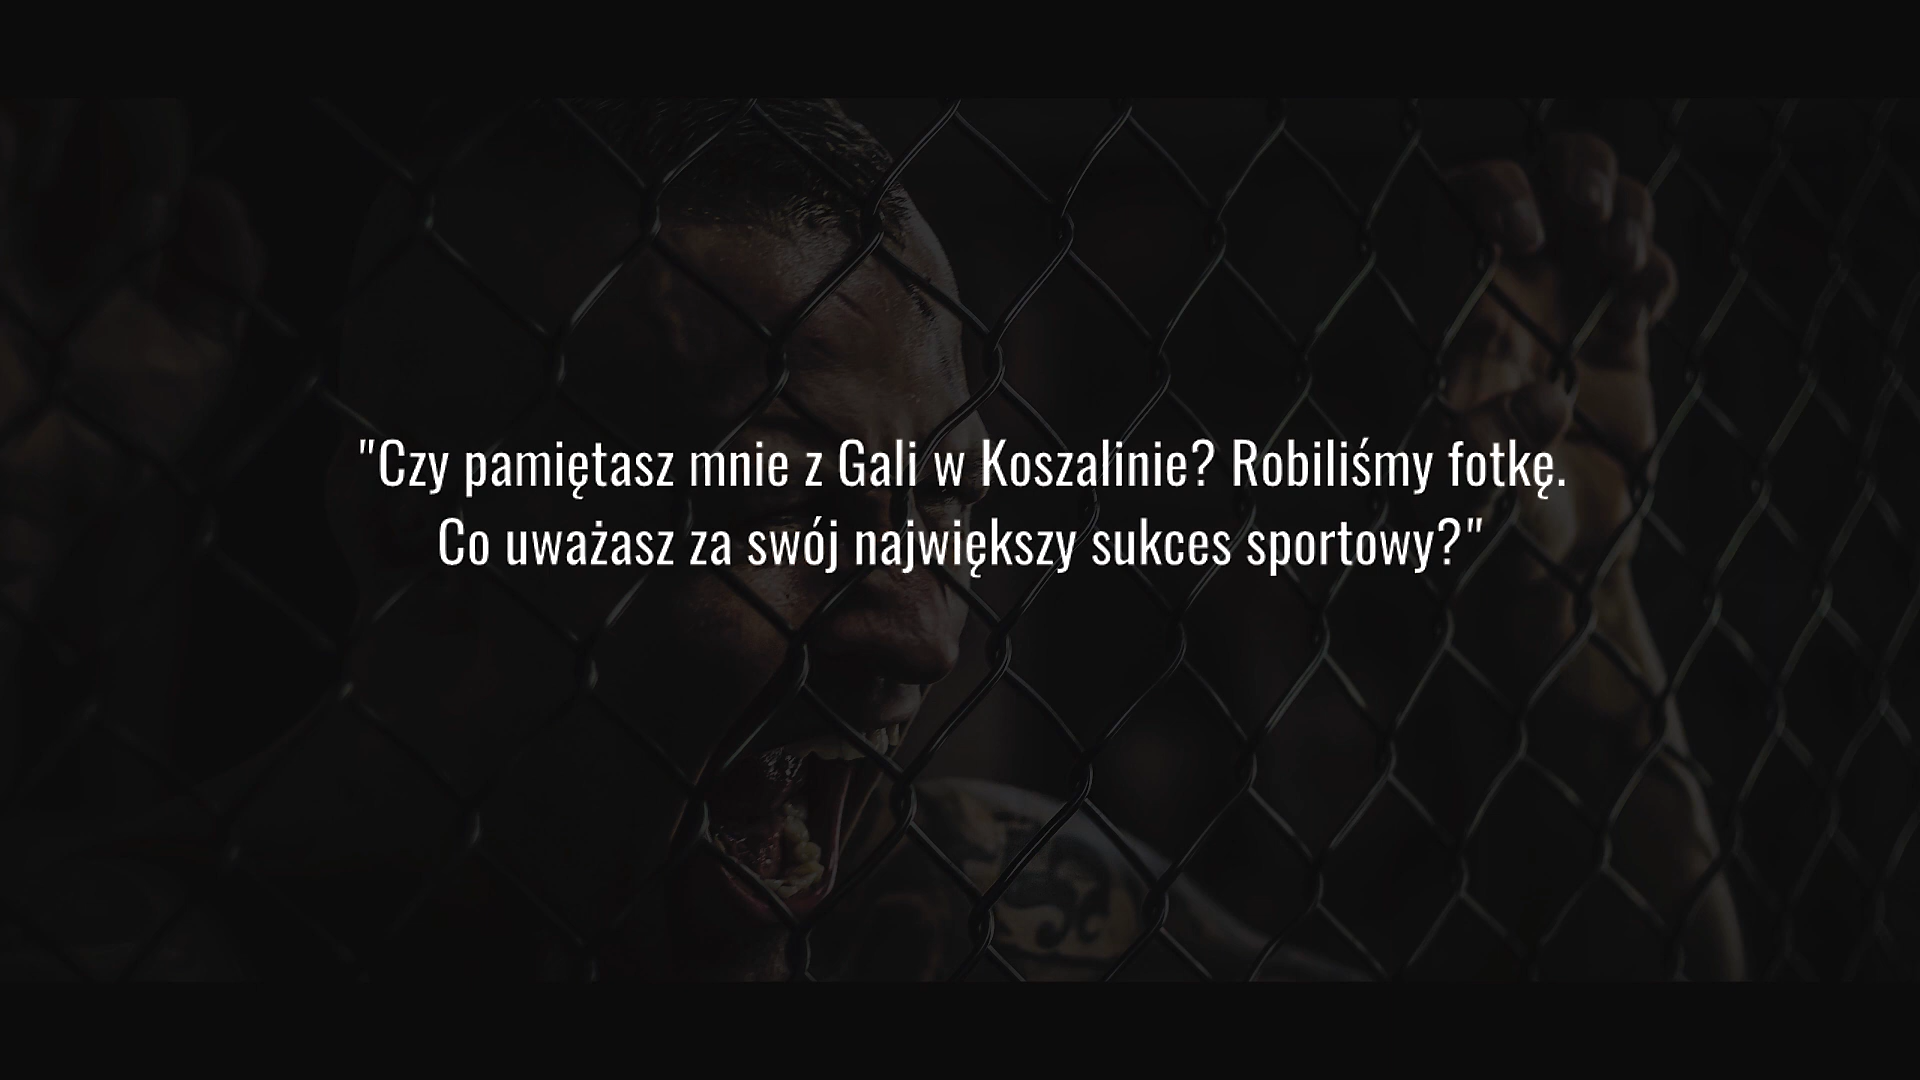 "Czy pamiętasz mnie z Gali w Koszalinie? Robiliśmy fotkę.
Co uważasz za swój największy sukces sportowy?"